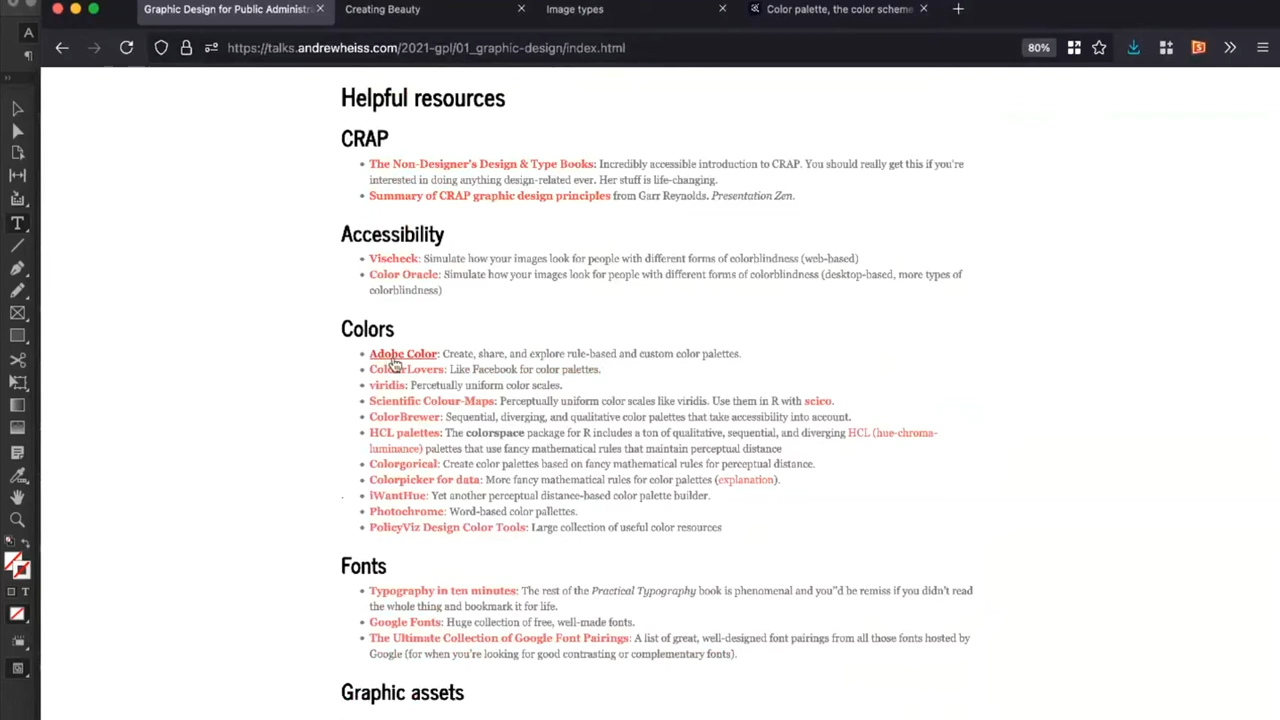 Graphic Design for Public Administr
Creating Beauty
Image types
Color palette, the color scheme
https://talks.andrewheiss.com/2021-gpl/01_graphic-design/index.html
80%
Helpful resources
CRAP
The Non-Designer's Design & Type Books: Incredibly accessible introduction to CRAP. You should really get this if you're
interested in doing anything design-related ever. Her stuff is life-changing.
Summary of CRAP graphic design principles from Garr Reynolds. Presentation Zen.
Accessibility
Vischeck: Simulate how your images look for people with different forms of colorblindness (web-based)
Color Oracle: Simulate how your images look for people with different forms of colorblindness (desktop-based, more types of
colorblindness)
Colors
Adobe Color: Create, share, and explore rule-based and custom color palettes.
ColourLovers: Like Facebook for color palettes.
viridis: Percetually uniform color scales.
Scientific Colour-Maps: Perceptually uniform color scales like viridis. Use them in R with scico.
ColorBrewer: Sequential, diverging, and qualitative color palettes that take accessibility into account.
HCL palettes: The colorspace package for R includes a ton of qualitative, sequential, and diverging HCL (hue-chroma-
luminance) palettes that use fancy mathematical rules that maintain perceptual distance
Colorgorical: Create color palettes based on fancy mathematical rules for perceptual distance.
Colorpicker for data: More fancy mathematical rules for color palettes (explanation).
iWantHue: Yet another perceptual distance-based color palette builder.
Photochrome: Word-based color pallettes.
PolicyViz Design Color Tools: Large collection of useful color resources
Fonts
Typography in ten minutes: The rest of the Practical Typography book is phenomenal and you"d be remiss if you didn't read
the whole thing and bookmark it for life.
Google Fonts: Huge collection of free, well-made fonts.
The Ultimate Collection of Google Font Pairings: A list of great, well-designed font pairings from all those fonts hosted by
Google (for when you're looking for good contrasting or complementary fonts).
Graphic assets